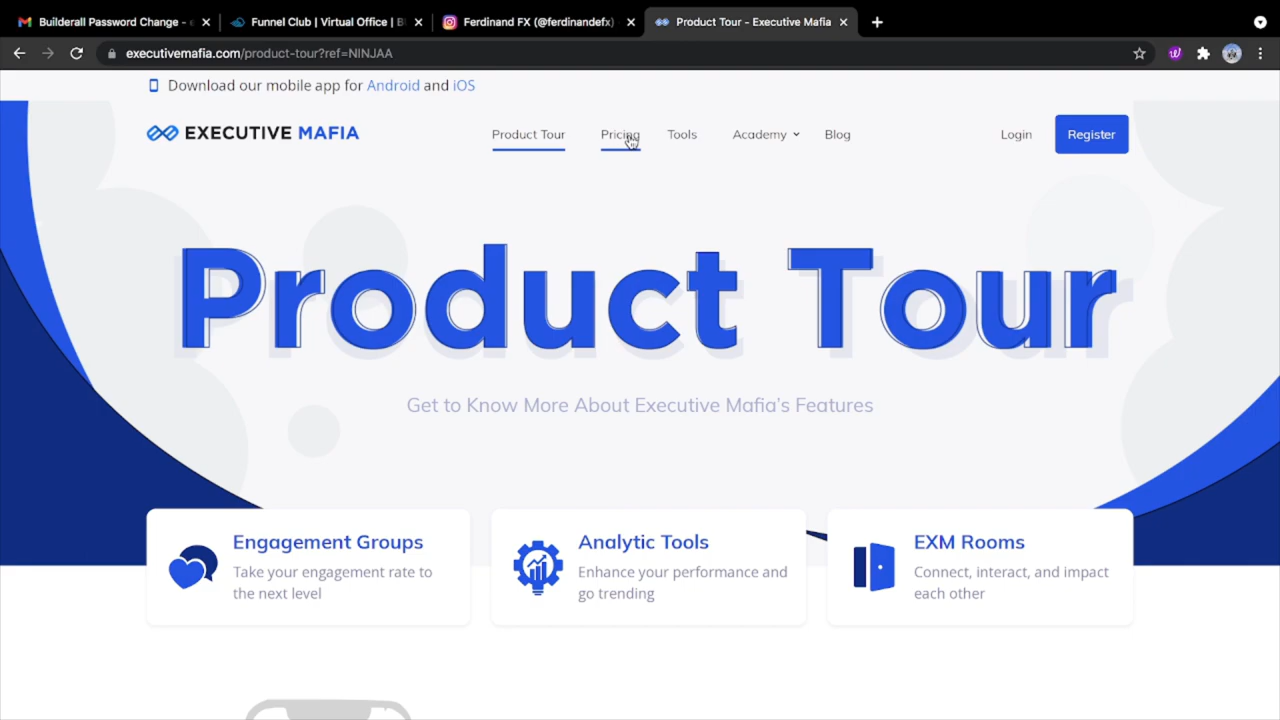 Builderall Password Change - 
Funnel Club | Virtual Office | B
Ferdinand FX (@ferdinandefx)
Product Tour - Executive Mafia
executivemafia.com/product-tour?ref=NINJAA
Download our mobile app for Android and iOS
EXECUTIVE MAFIA
Product Tour
Pricing
Tools
Academy
Blog
Login
Register
Product Tour
Get to Know More About Executive Mafia's Features
Engagement Groups
Take your engagement rate to
the next level
Analytic Tools
Enhance your performance and
go trending
EXM Rooms
Connect, interact, and impact
each other